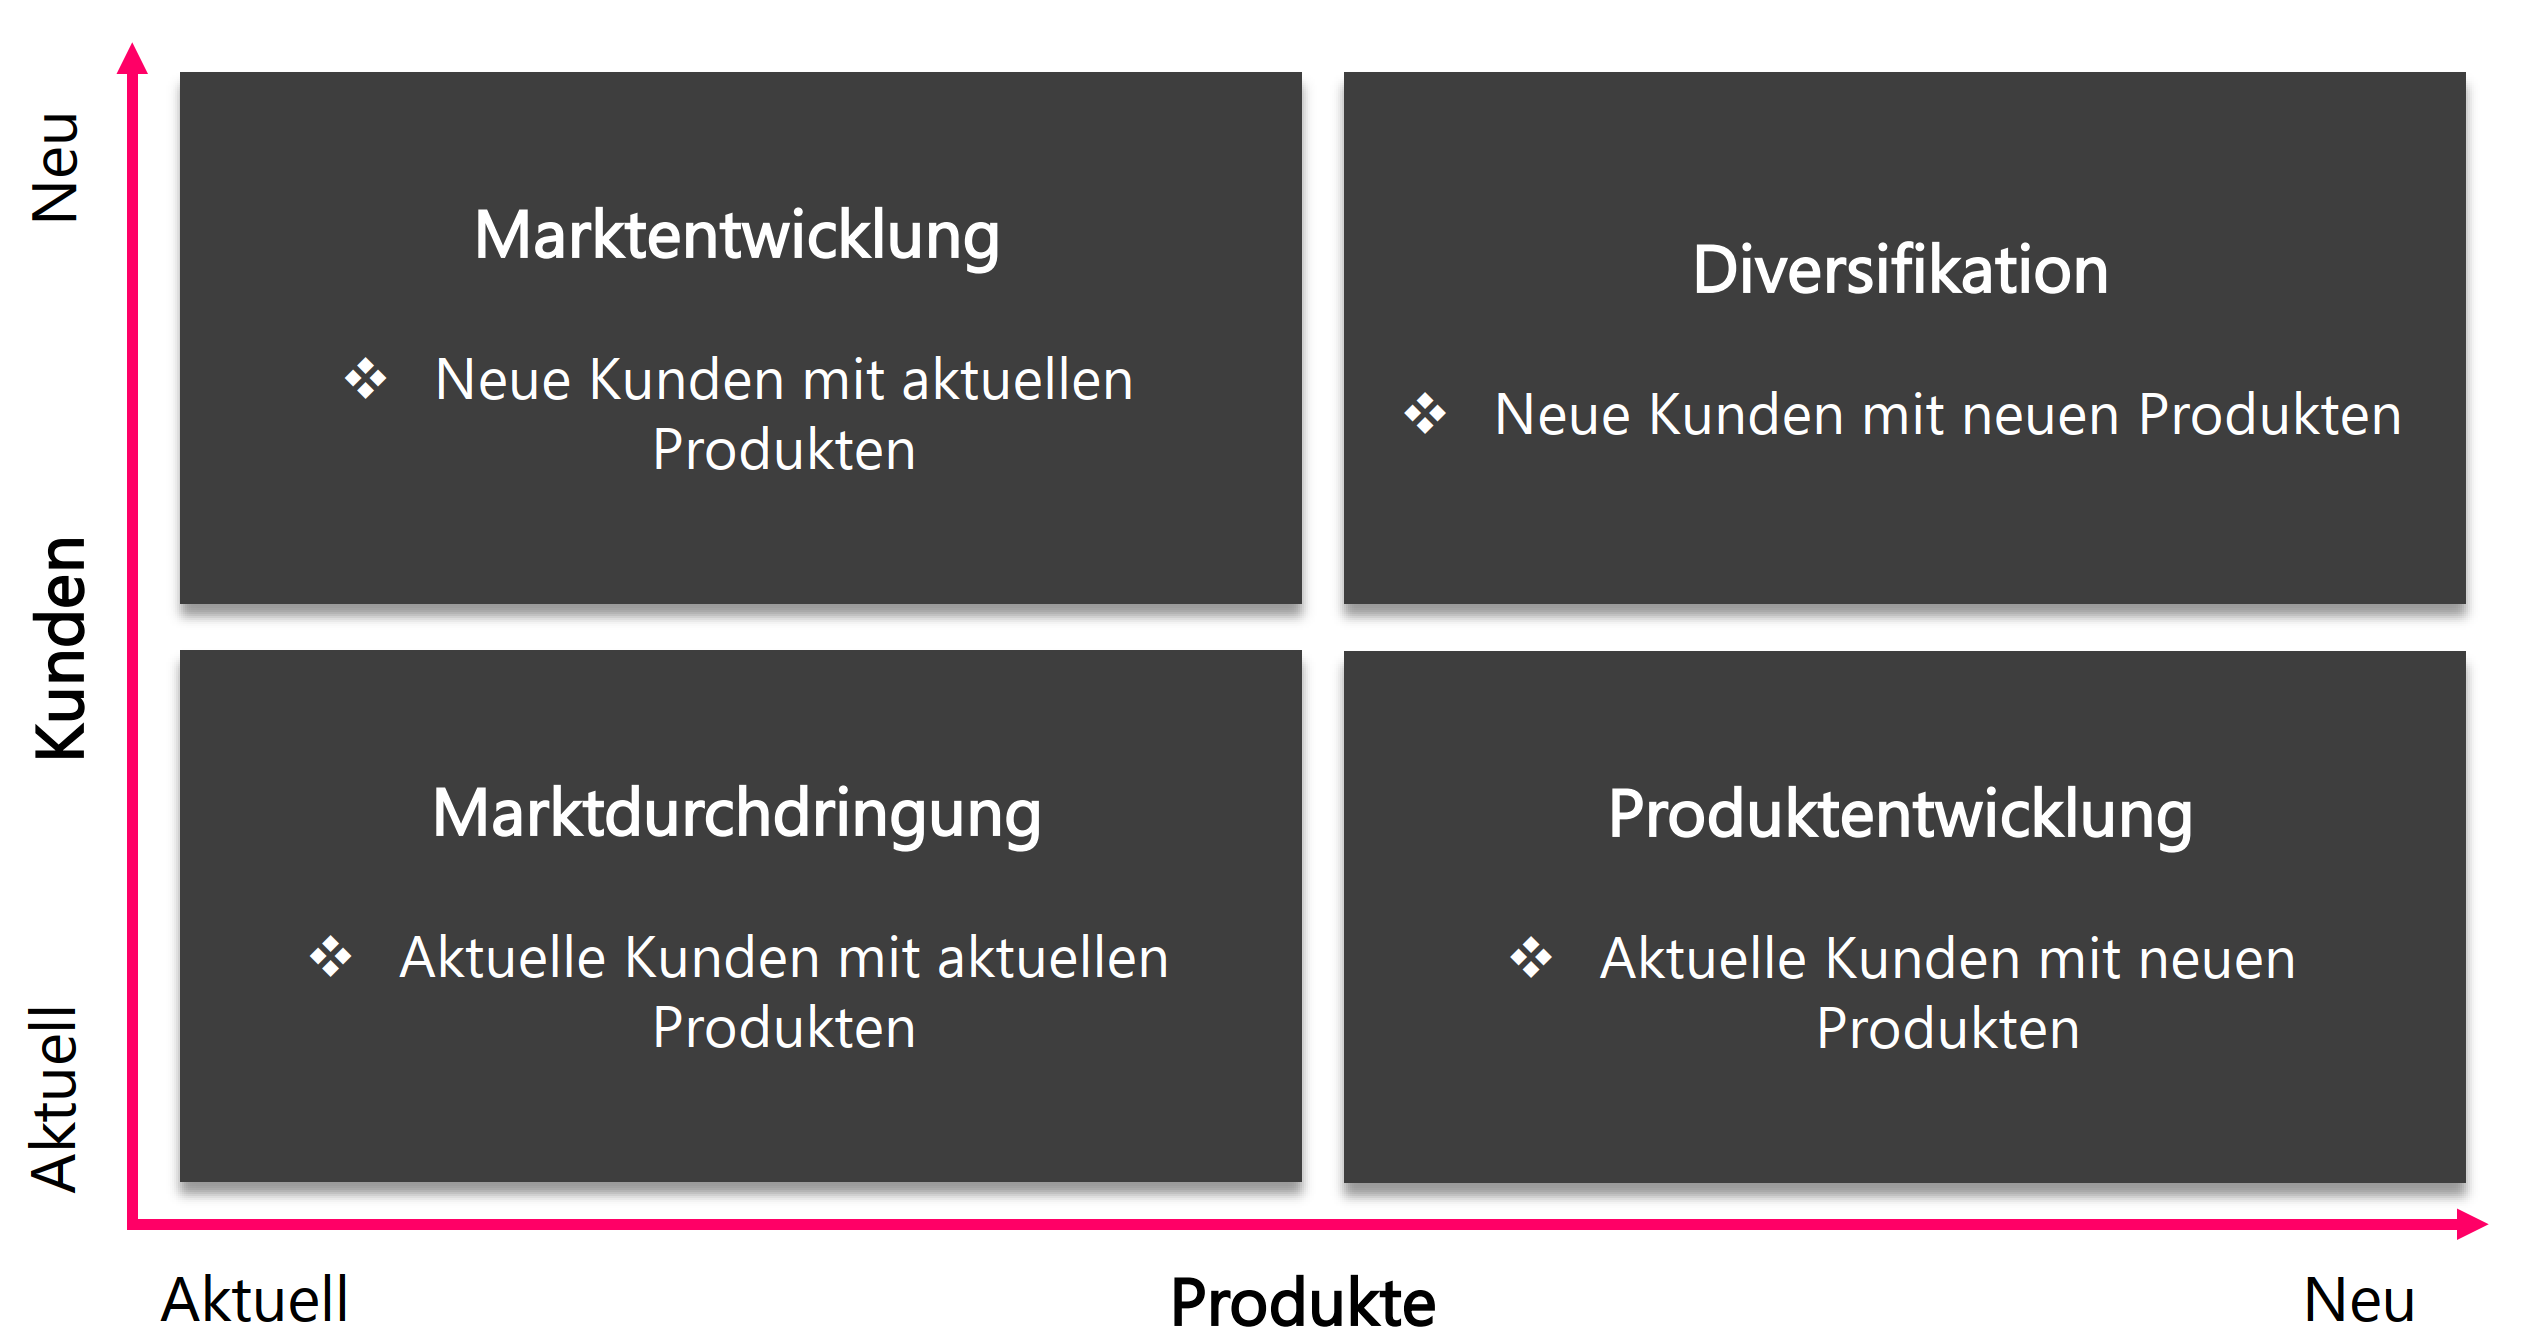 Neu
Kunden
Aktuell
Marktentwicklung
❖ Neue Kunden mit aktuellen
Produkten
Diversifikation
❖ Neue Kunden mit neuen Produkten
Marktdurchdringung
❖ Aktuelle Kunden mit aktuellen
Produkten
Produktentwicklung
❖ Aktuelle Kunden mit neuen
Produkten
Aktuell
Produkte
Neu